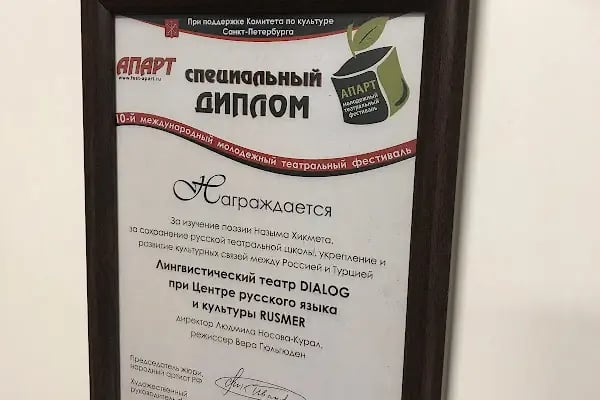 При поддержке Комитета по культуре
Санкт-Петербурга
АПАРТ
www.fest-apart.ru
СПЕЦИАЛЬНЫЙ
ДИПЛОМ
АПАРТ
молодежный
театральный
фестиваль
10-й международный молодежный театральный фестиваль
Награждается
За изучение поэзии Назыма Хикмета,
за сохранение русской театральной школы, укрепление и
развитие культурных связей между Россией и Турцией
Лингвистический театр DIALOG
при Центре русского языка
и культуры RUSMER
директор Людмила Носова-Курал,
режиссер Вера Гюльгюден
Председатель жюри,
народный артист РФ
Художественный